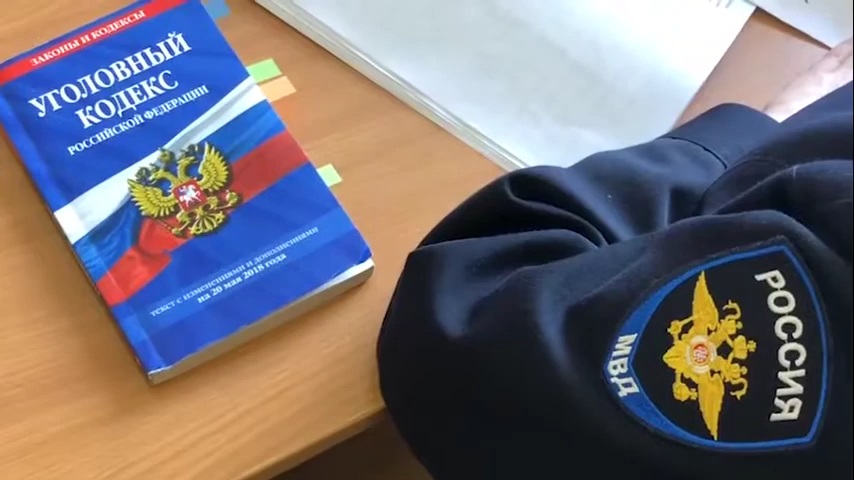 ЗАКОНЫ И КОДЕКСЫ
УГОЛОВНЫЙ
КОДЕКС
РОССИЙСКОЙ ФЕДЕРАЦИИ
ТЕКСТ С ИЗМЕНЕНИЯМИ И ДОПОЛНЕНИЯМИ
на 20 мая 2018 года
РОССИЯ
МВД